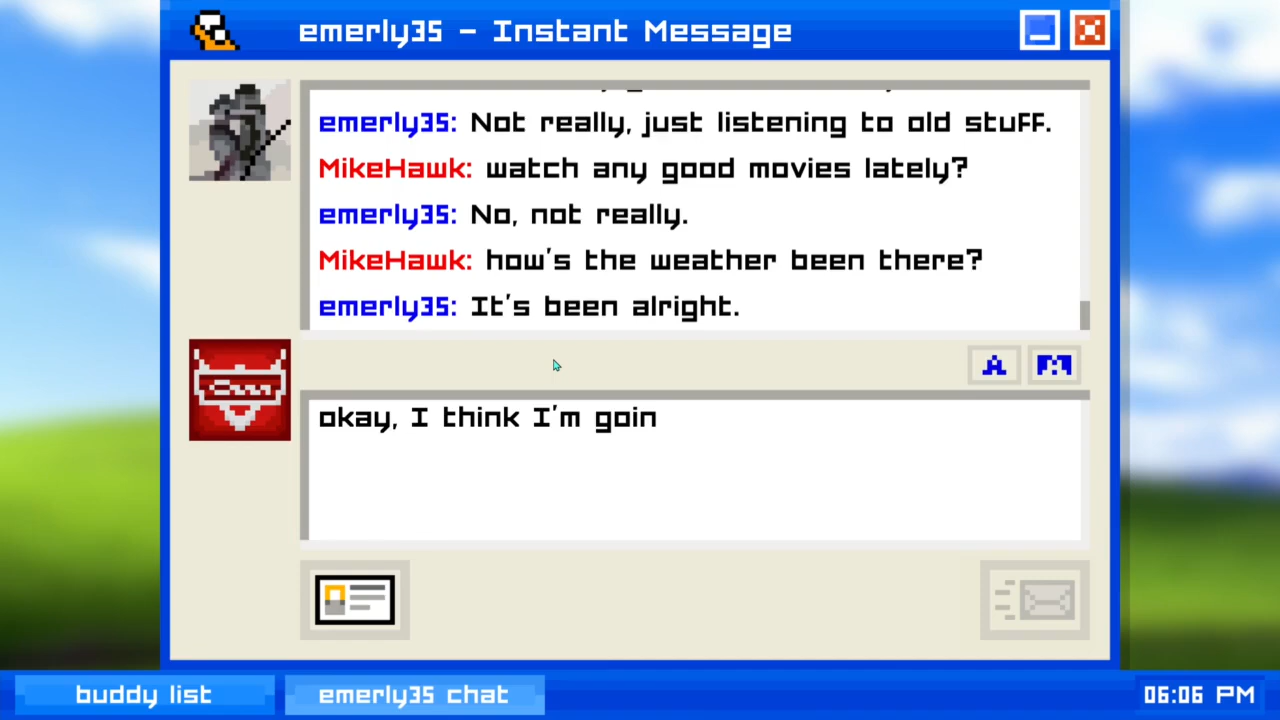 emerly35 - Instant Message
emerly35: Not really, just listening to old stuff.
MikeHawk: watch any good movies lately?
emerly35: No, not really.
MikeHawk: how's the weather been there?
emerly35: It's been alright.
A
okay, I think I'm goin
buddy list
emerly35 chat
06:06 PM